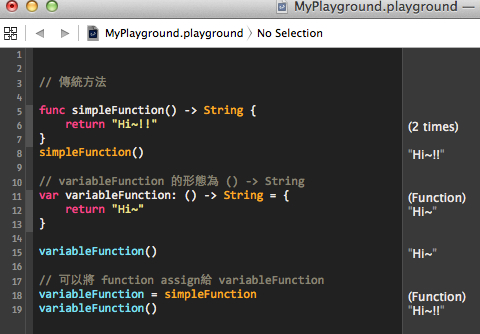 MyPlayground.playground —
MyPlayground.playground › No Selection
1
2
3 // 傳統方法
4
5 func simpleFunction() -> String {
6 return "Hi~!!" (2 times)
7 }
8 simpleFunction() "Hi~!!"
9
10 // variableFunction 的形態為 () -> String
11 var variableFunction: () -> String = { (Function)
12 return "Hi~" "Hi~"
13 }
14
15 variableFunction() "Hi~"
16
17 // 可以將 function assign給 variableFunction
18 variableFunction = simpleFunction (Function)
19 variableFunction() "Hi~!!"